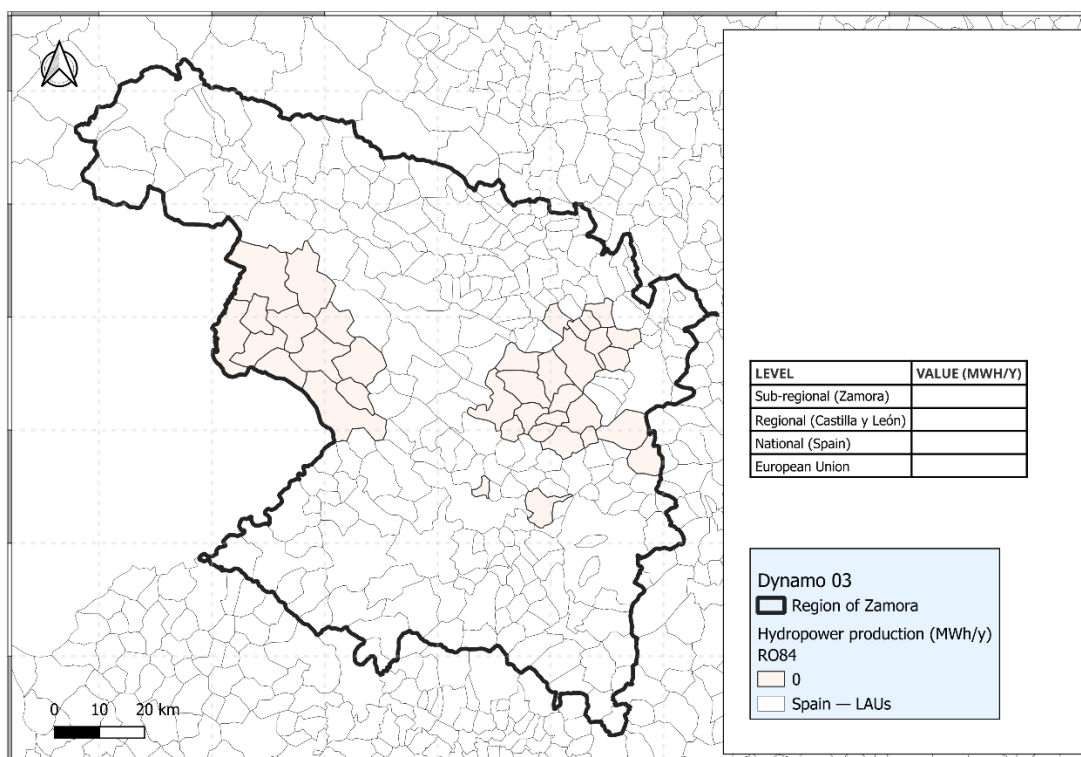 LEVEL VALUE (MWH/Y)
Sub-regional (Zamora)
Regional (Castilla y León)
National (Spain)
European Union
Dynamo 03
Region of Zamora
Hydropower production (MWh/y)
RO84
0
Spain — LAUs
0 10 20 km